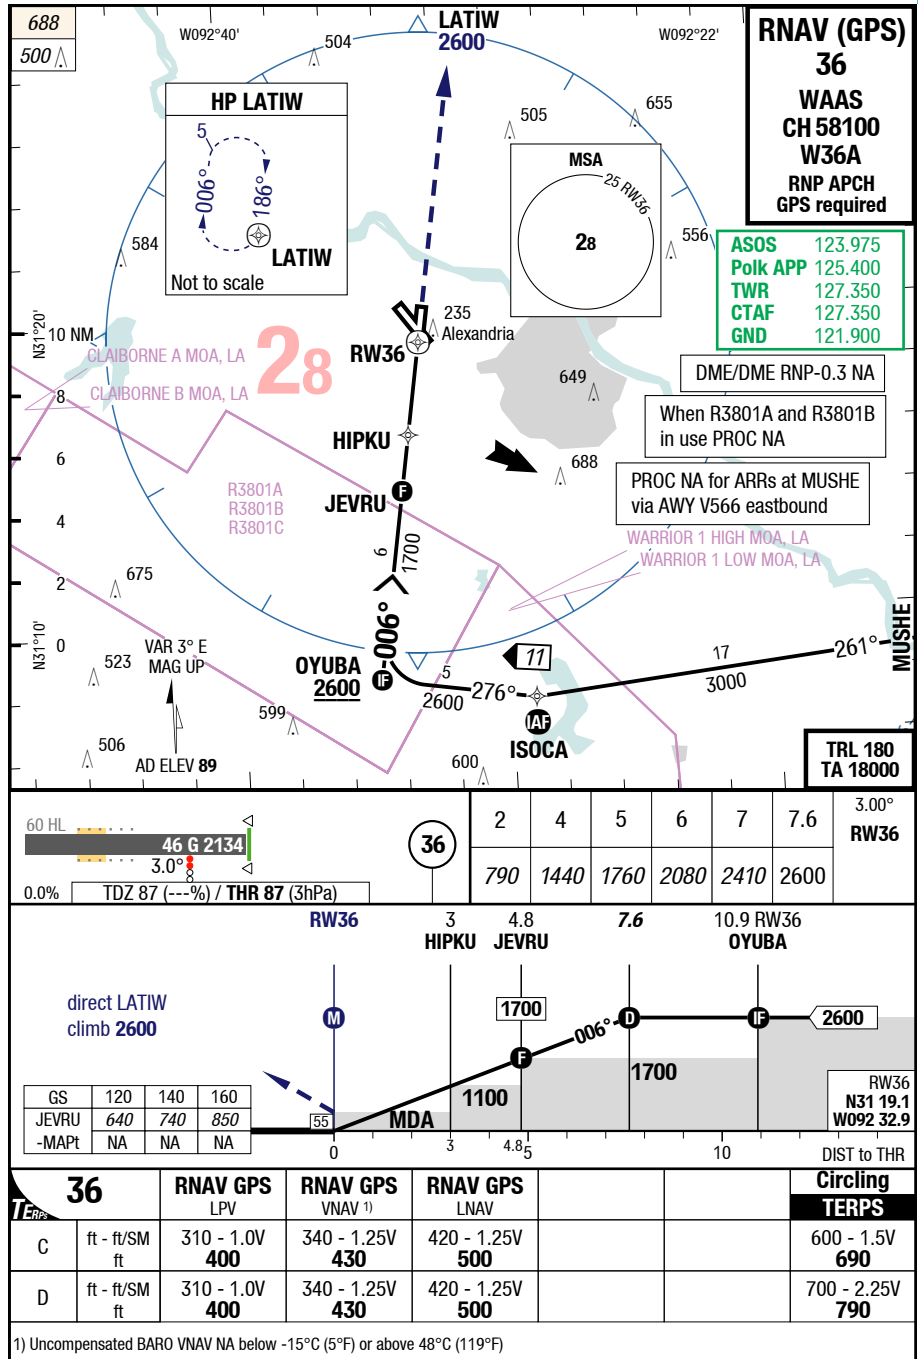 688
500
W092°40'
504
LATIW
2600
W092°22'
RNAV (GPS)
36
WAAS
CH 58100
W36A
RNP APCH
GPS required
HP LATIW
5
006°
186°
LATIW
Not to scale
505
655
MSA
25 RW36
28
584
556
ASOS 123.975
Polk APP 125.400
TWR 127.350
CTAF 127.350
GND 121.900
N31°20'
10 NM
235
Alexandria
RW36
CLAIBORNE A MOA, LA
28
CLAIBORNE B MOA, LA
DME/DME RNP-0.3 NA
649
8
When R3801A and R3801B
in use PROC NA
HIPKU
6
688
PROC NA for ARRs at MUSHE
via AWY V566 eastbound
R3801A
R3801B
R3801C
JEVRU
F
4
6
1700
WARRIOR 1 HIGH MOA, LA
WARRIOR 1 LOW MOA, LA
675
2
006°
MUSHE
N31°10'
0
VAR 3° E
MAG UP
OYUBA
2600
IF
11
17
261°
3000
523
5
2600
276°
IAF
ISOCA
599
506
AD ELEV 89
600
TRL 180
TA 18000
60 HL
46 G 2134
3.0°
0.0%
TDZ 87 (---%) / THR 87 (3hPa)
36
2 4 5 6 7 7.6
3.00°
RW36
790 1440 1760 2080 2410 2600
RW36
3
HIPKU
4.8
JEVRU
7.6
10.9 RW36
OYUBA
direct LATIW
climb 2600
M
1700
006°
D
IF
2600
F
1700
1100
MDA
55
RW36
N31 19.1
W092 32.9
GS 120 140 160
JEVRU 640 740 850
-MAPt NA NA NA
0 3 4.8 5 10 DIST to THR
TERPS
36
RNAV GPS
LPV
RNAV GPS
VNAV 1)
RNAV GPS
LNAV
Circling
TERPS
C ft - ft/SM 310 - 1.0V 340 - 1.25V 420 - 1.25V 600 - 1.5V
ft 400 430 500 690
D ft - ft/SM 310 - 1.0V 340 - 1.25V 420 - 1.25V 700 - 2.25V
ft 400 430 500 790
1) Uncompensated BARO VNAV NA below -15°C (5°F) or above 48°C (119°F)